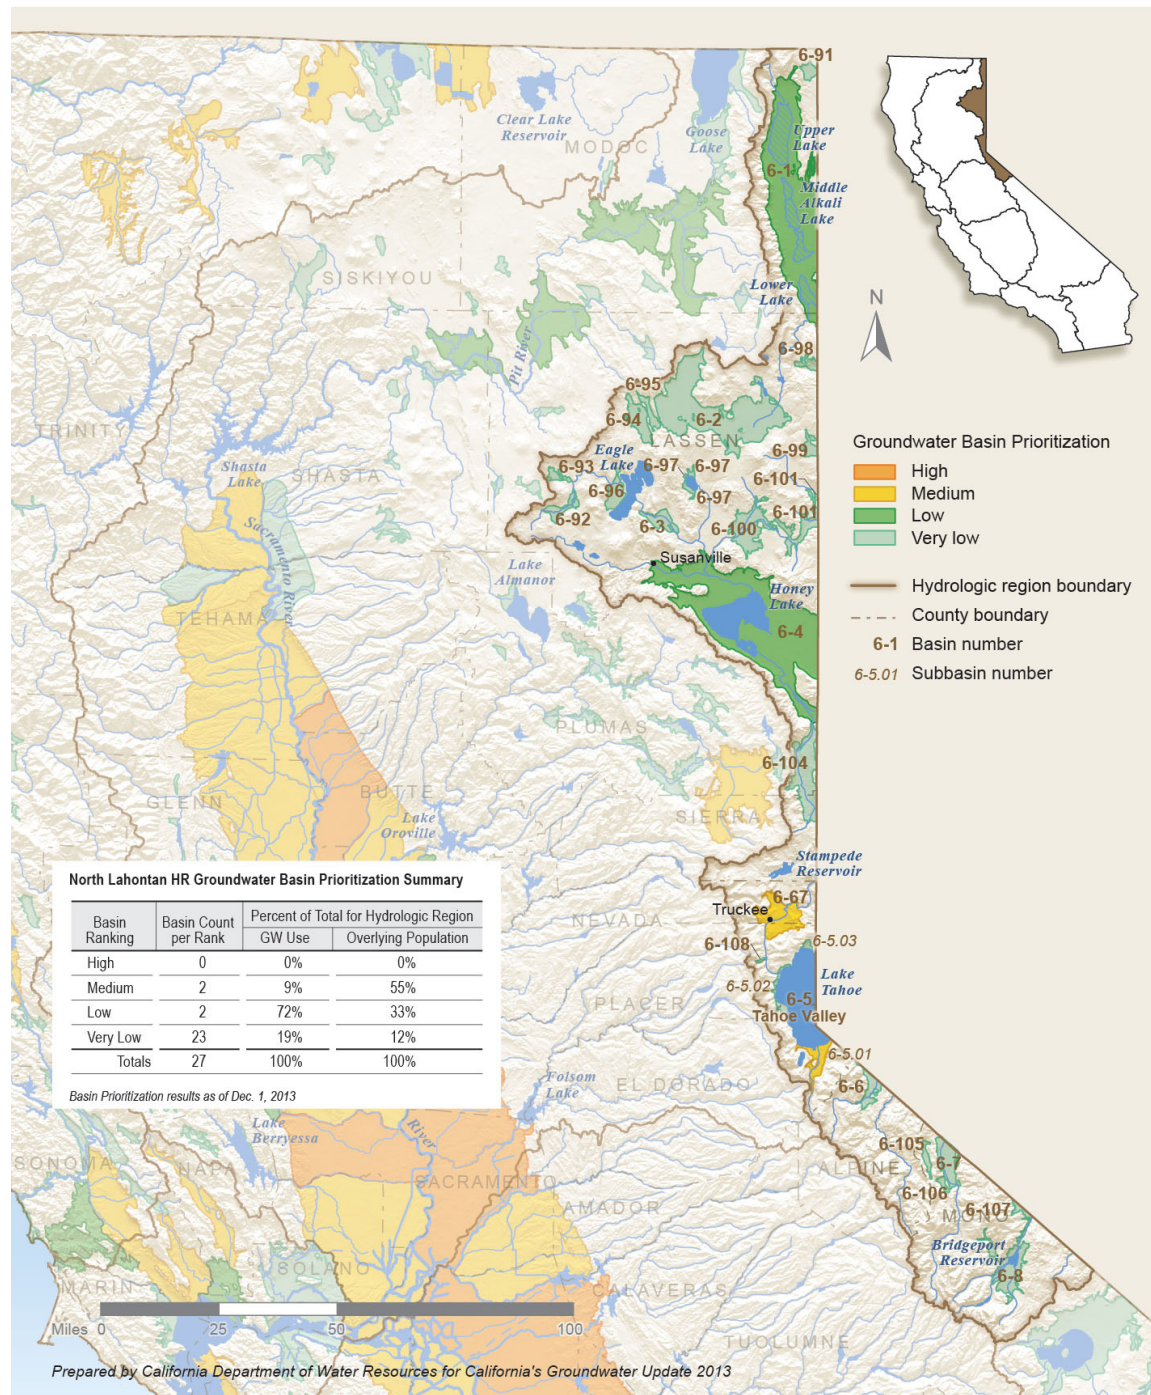 6-91
Clear Lake
Reservoir
Goose
Lake
MODOC
Upper
Lake
6-1
Middle
Alkali
Lake
SISKIYOU
Lower
Lake
N
Pit River
6-98
6-95
6-94
6-2
TRINITY
LASSEN
Groundwater Basin Prioritization
High
Medium
Low
Very low
Hydrologic region boundary
County boundary
6-1 Basin number
6-5.01 Subbasin number
Eagle
Lake
6-99
Shasta
Lake
SHASTA
6-93
6-97
6-97
6-101
6-96
6-97
6-101
6-92
6-3
6-100
Sacramento River
Susanville
Lake
Almanor
Honey
Lake
TEHAMA
6-4
PLUMAS
6-104
GLENN
BUTTE
Lake
Oroville
SIERRA
Stampede
Reservoir
North Lahontan HR Groundwater Basin Prioritization Summary
Basin
Ranking
Basin Count
per Rank
Percent of Total for Hydrologic Region
GW Use Overlying Population
High 0 0% 0%
Medium 2 9% 55%
Low 2 72% 33%
Very Low 23 19% 12%
Totals 27 100% 100%
Basin Prioritization results as of Dec. 1, 2013
6-67
Truckee
NEVADA
6-108
6-5.03
6-5.02
Lake
Tahoe
PLACER
6-5
Tahoe Valley
6-5.01
Folsom
Lake
EL DORADO
6-6
Lake
Berryessa
River
6-105
SONOMA
NAPA
SACRAMENTO
ALPINE
6-7
6-106
AMADOR
6-107
MONO
Bridgeport
Reservoir
SOLANO
6-8
MARIN
CALAVERAS
Miles 0 25 50 100
TUOLUMNE
Prepared by California Department of Water Resources for California's Groundwater Update 2013